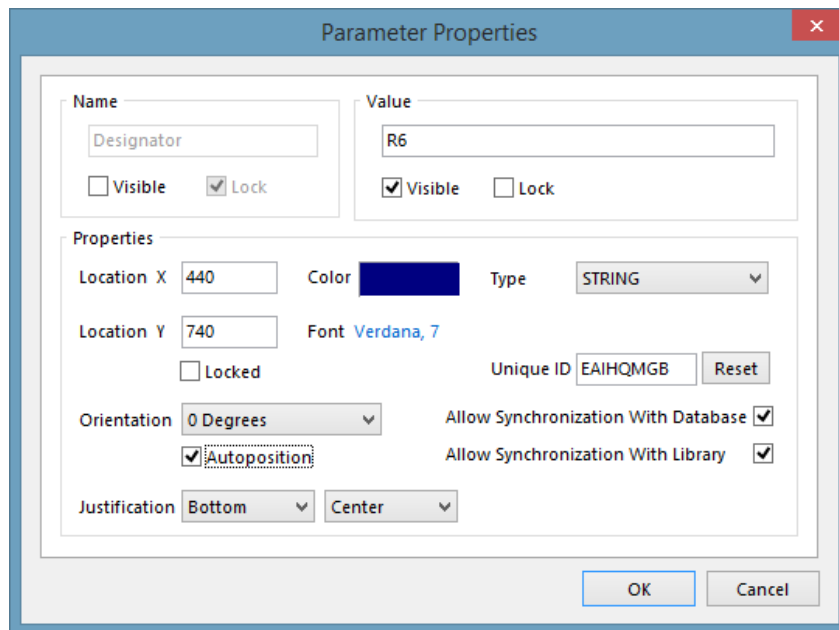 Parameter Properties
Name
Value
Designator
R6
Visible Lock
Visible Lock
Properties
Location X 440 Color Type STRING
Location Y 740 Font Verdana, 7
Locked
Unique ID EAIHQMGB Reset
Orientation 0 Degrees
Allow Synchronization With Database
Autoposition
Allow Synchronization With Library
Justification Bottom Center
OK Cancel